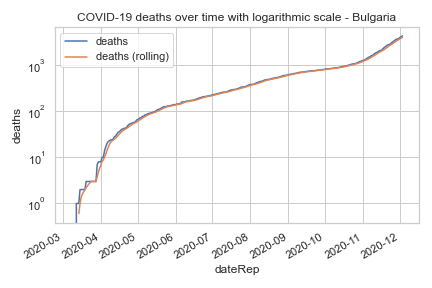 COVID-19 deaths over time with logarithmic scale - Bulgaria
deaths
deaths (rolling)
10³
10²
10¹
10⁰
deaths
2020-03
2020-04
2020-05
2020-06
2020-07
2020-08
2020-09
2020-10
2020-11
2020-12
dateRep